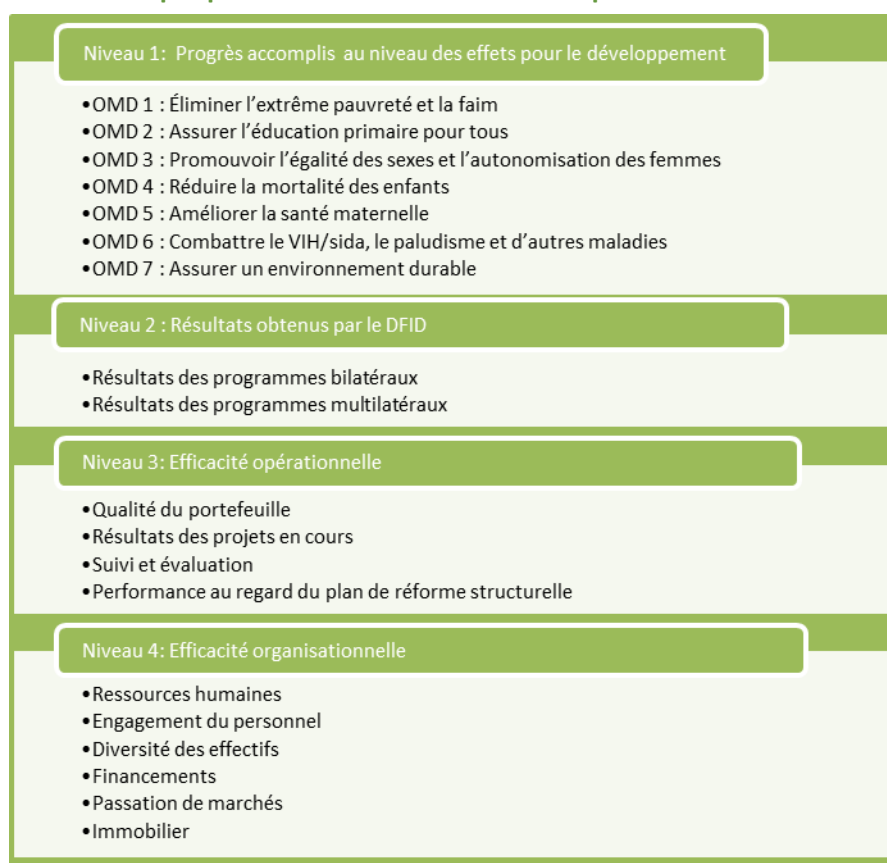 Niveau 1: Progrès accomplis au niveau des effets pour le développement
•OMD 1 : Éliminer l'extrême pauvreté et la faim
•OMD 2 : Assurer l'éducation primaire pour tous
•OMD 3 : Promouvoir l'égalité des sexes et l'autonomisation des femmes
•OMD 4 : Réduire la mortalité des enfants
•OMD 5 : Améliorer la santé maternelle
•OMD 6 : Combattre le VIH/sida, le paludisme et d'autres maladies
•OMD 7 : Assurer un environnement durable
Niveau 2 : Résultats obtenus par le DFID
•Résultats des programmes bilatéraux
•Résultats des programmes multilatéraux
Niveau 3: Efficacité opérationnelle
•Qualité du portefeuille
•Résultats des projets en cours
•Suivi et évaluation
•Performance au regard du plan de réforme structurelle
Niveau 4: Efficacité organisationnelle
•Ressources humaines
•Engagement du personnel
•Diversité des effectifs
•Financements
•Passation de marchés
•Immobilier